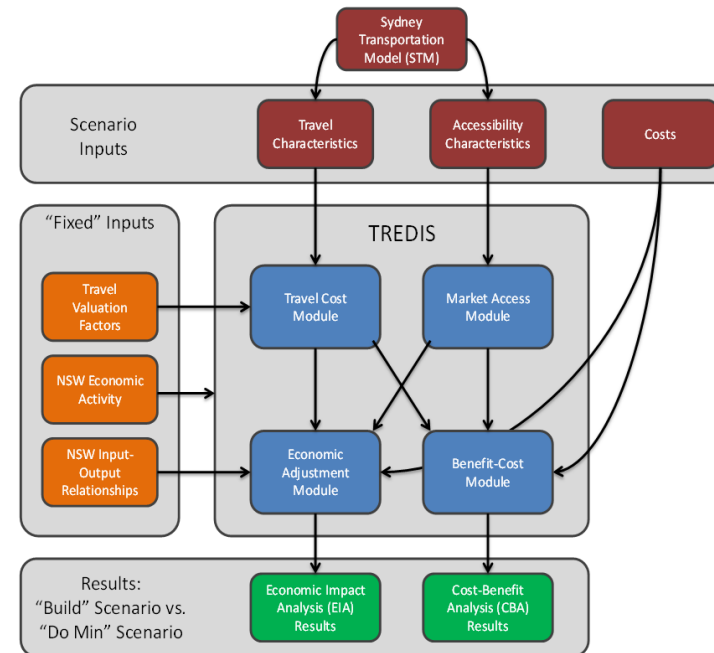 Sydney
Transportation
Model (STM)
Scenario
Inputs
Travel
Characteristics
Accessibility
Characteristics
Costs
“Fixed” Inputs
TREDIS
Travel
Valuation
Factors
Travel Cost
Module
Market Access
Module
NSW Economic
Activity
NSW Input-
Output
Relationships
Economic
Adjustment
Module
Benefit-Cost
Module
Results:
“Build” Scenario vs.
“Do Min” Scenario
Economic Impact
Analysis (EIA)
Results
Cost-Benefit
Analysis (CBA)
Results